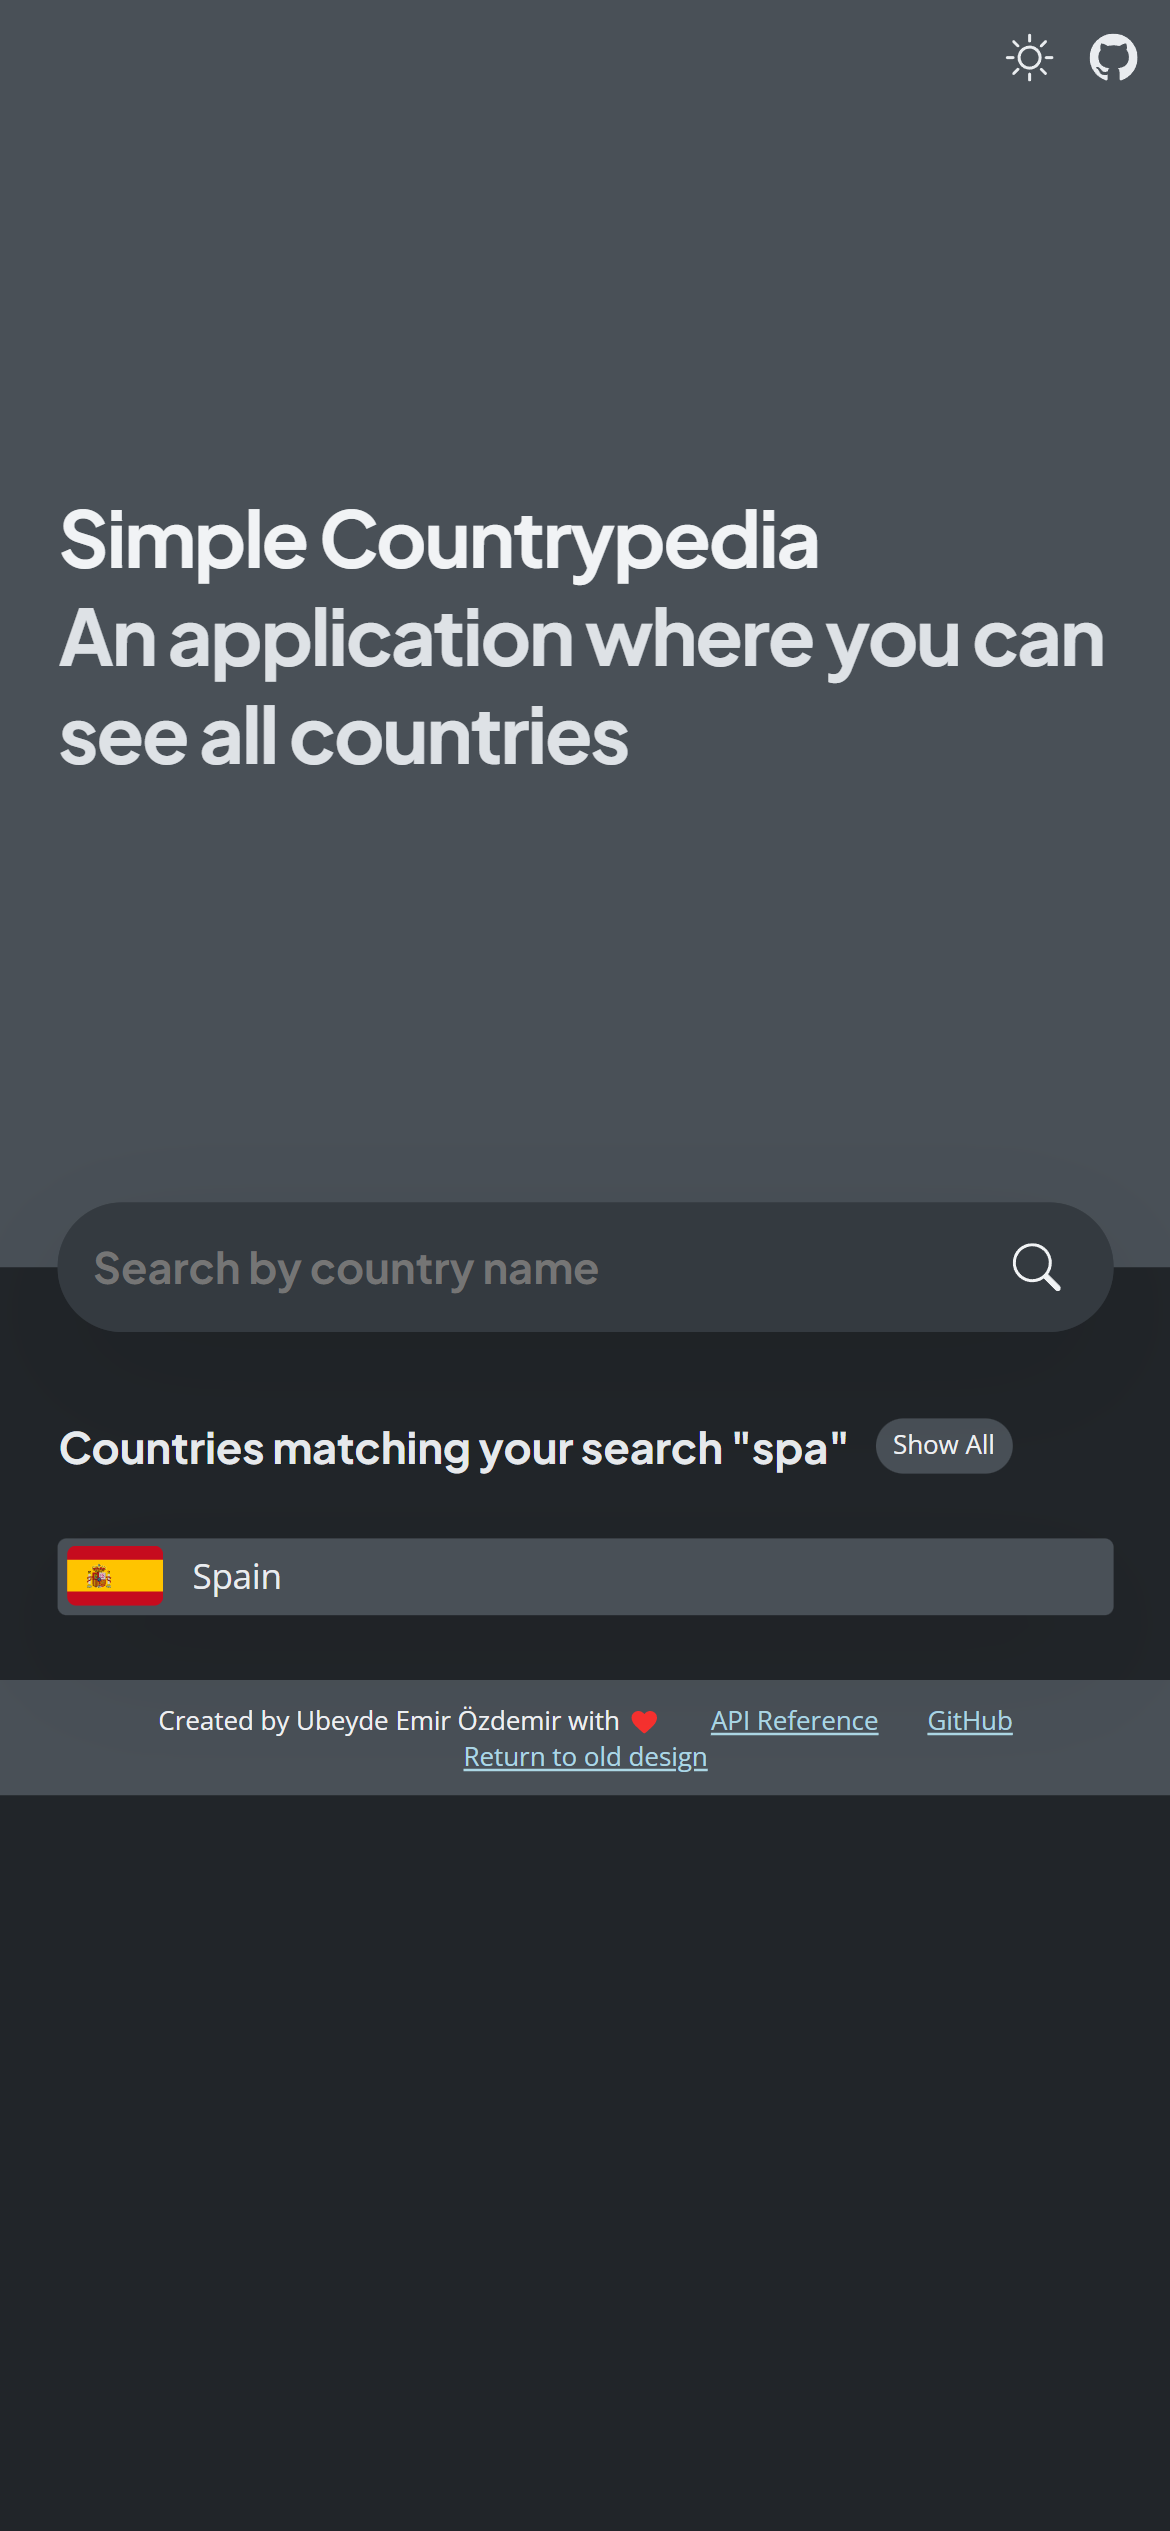 Simple Countrypedia
An application where you can
see all countries
Search by country name
Countries matching your search "spa"
Show All
Spain
Created by Ubeyde Emir Özdemir with ❤ API Reference GitHub
Return to old design